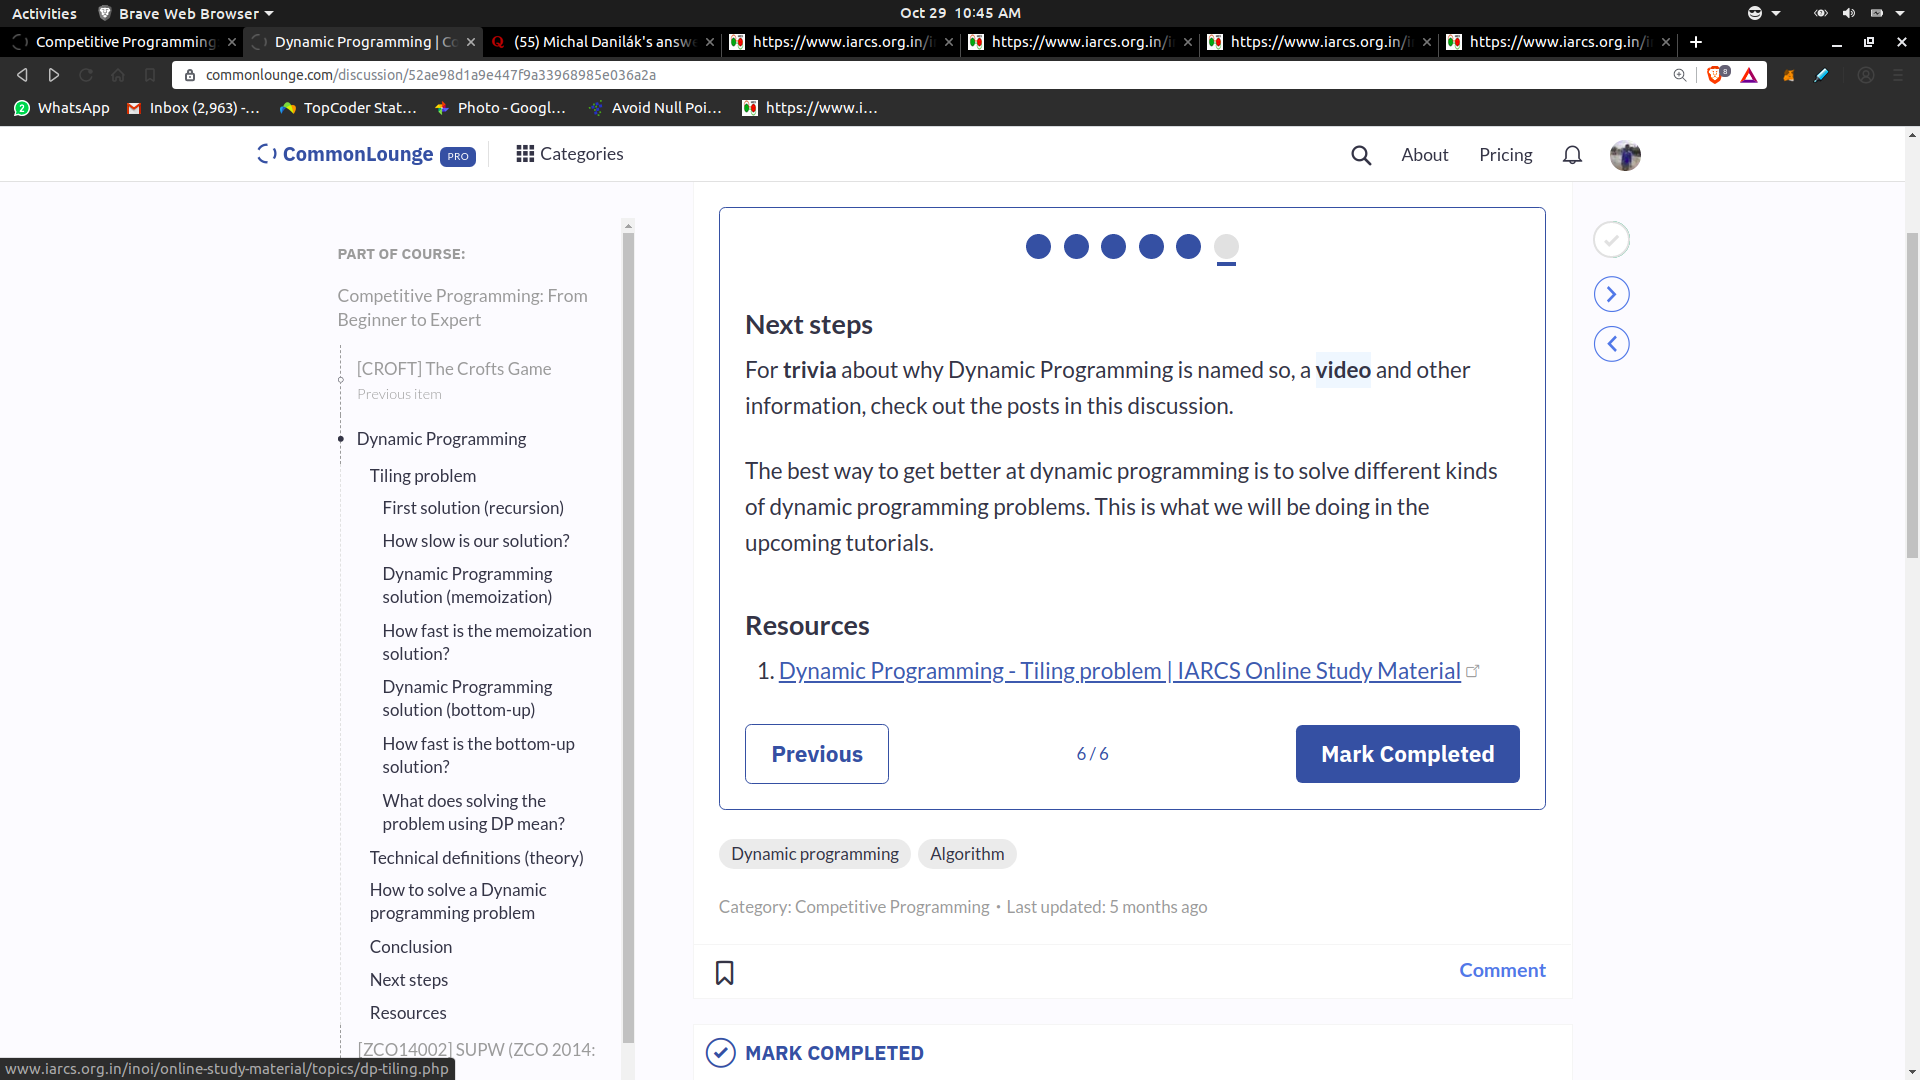 Activities Brave Web Browser Oct 29 10:45 AM
Competitive Programming Dynamic Programming | Co (55) Michal Danilák's answ https://www.iarcs.org.in/i https://www.iarcs.org.in/i https://www.iarcs.org.in/i https://www.iarcs.org.in/i
commonlounge.com/discussion/52ae98d1a9e447f9a33968985e036a2a 8
2 WhatsApp Inbox (2,963) -... TopCoder Stat... Photo - Googl... Avoid Null Poi... https://www.i...
CommonLounge PRO Categories About Pricing
PART OF COURSE:
Competitive Programming: From
Beginner to Expert
[CROFT] The Crofts Game
Previous item
Dynamic Programming
Tiling problem
First solution (recursion)
How slow is our solution?
Dynamic Programming
solution (memoization)
How fast is the memoization
solution?
Dynamic Programming
solution (bottom-up)
How fast is the bottom-up
solution?
What does solving the
problem using DP mean?
Technical definitions (theory)
How to solve a Dynamic
programming problem
Conclusion
Next steps
Resources
[ZCO14002] SUPW (ZCO 2014:
Next steps
For trivia about why Dynamic Programming is named so, a video and other
information, check out the posts in this discussion.
The best way to get better at dynamic programming is to solve different kinds
of dynamic programming problems. This is what we will be doing in the
upcoming tutorials.
Resources
1. Dynamic Programming - Tiling problem | IARCS Online Study Material
Previous 6 / 6 Mark Completed
Dynamic programming Algorithm
Category: Competitive Programming • Last updated: 5 months ago
Comment
MARK COMPLETED
www.iarcs.org.in/inoi/online-study-material/topics/dp-tiling.php